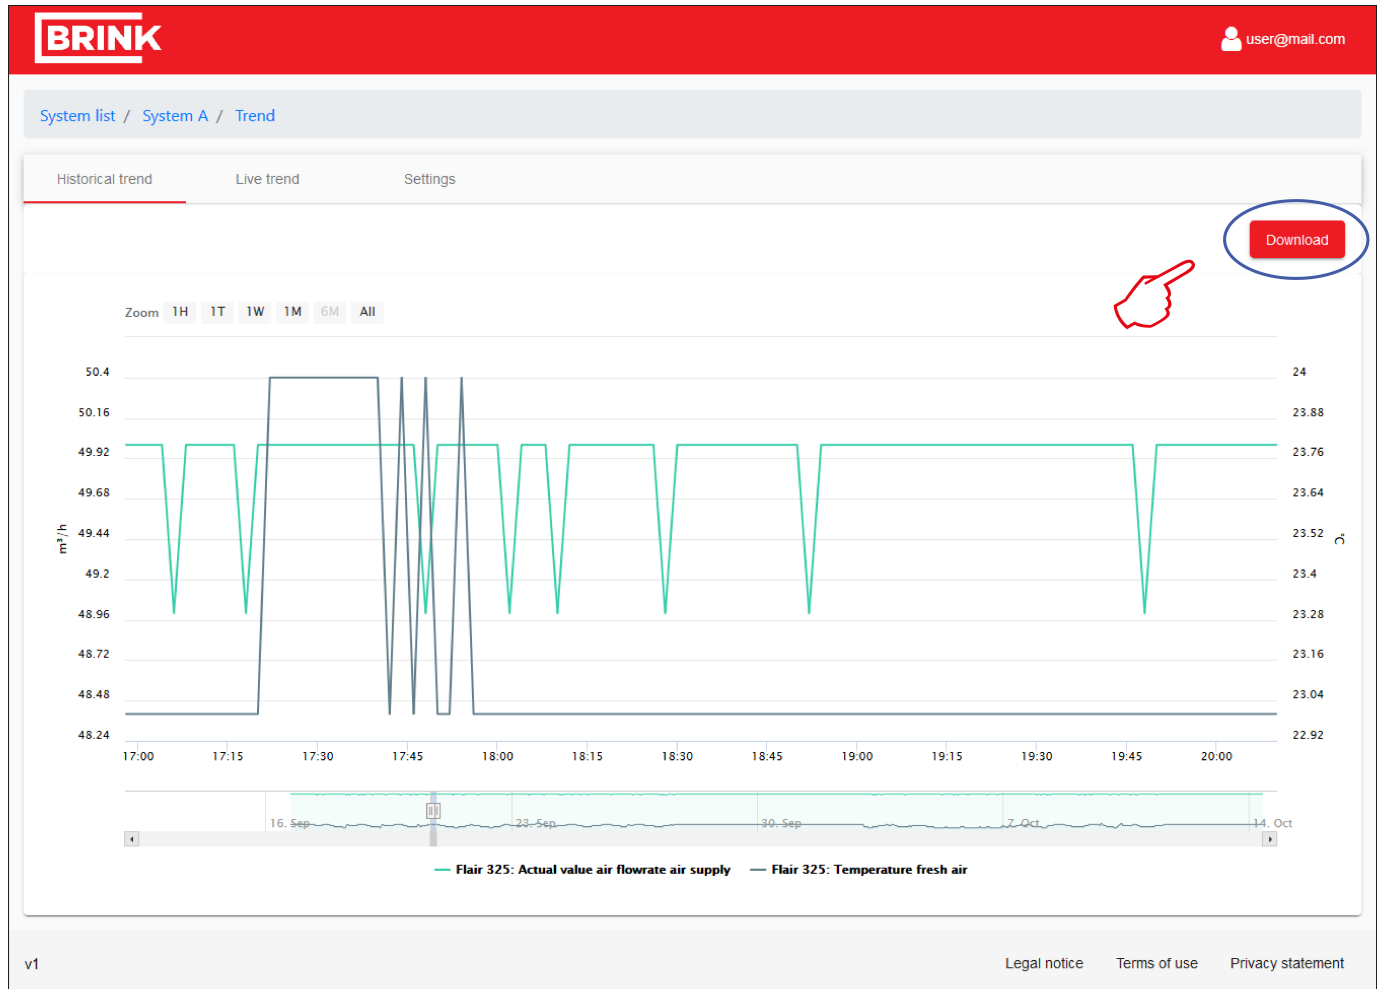 BRINK
user@mail.com
System list / System A / Trend
Historical trend Live trend Settings
Download
Zoom 1H 1T 1W 1M 6M All
50.4 24
50.16 23.88
49.92 23.76
49.68 23.64
49.44 23.52
49.2 23.4
48.96 23.28
48.72 23.16
48.48 23.04
48.24 22.92
m³/h
°C
17:00 17:15 17:30 17:45 18:00 18:15 18:30 18:45 19:00 19:15 19:30 19:45 20:00
16. Sep 23. Sep 30. Sep 7. Oct 14. Oct
Flair 325: Actual value air flowrate air supply Flair 325: Temperature fresh air
v1 Legal notice Terms of use Privacy statement